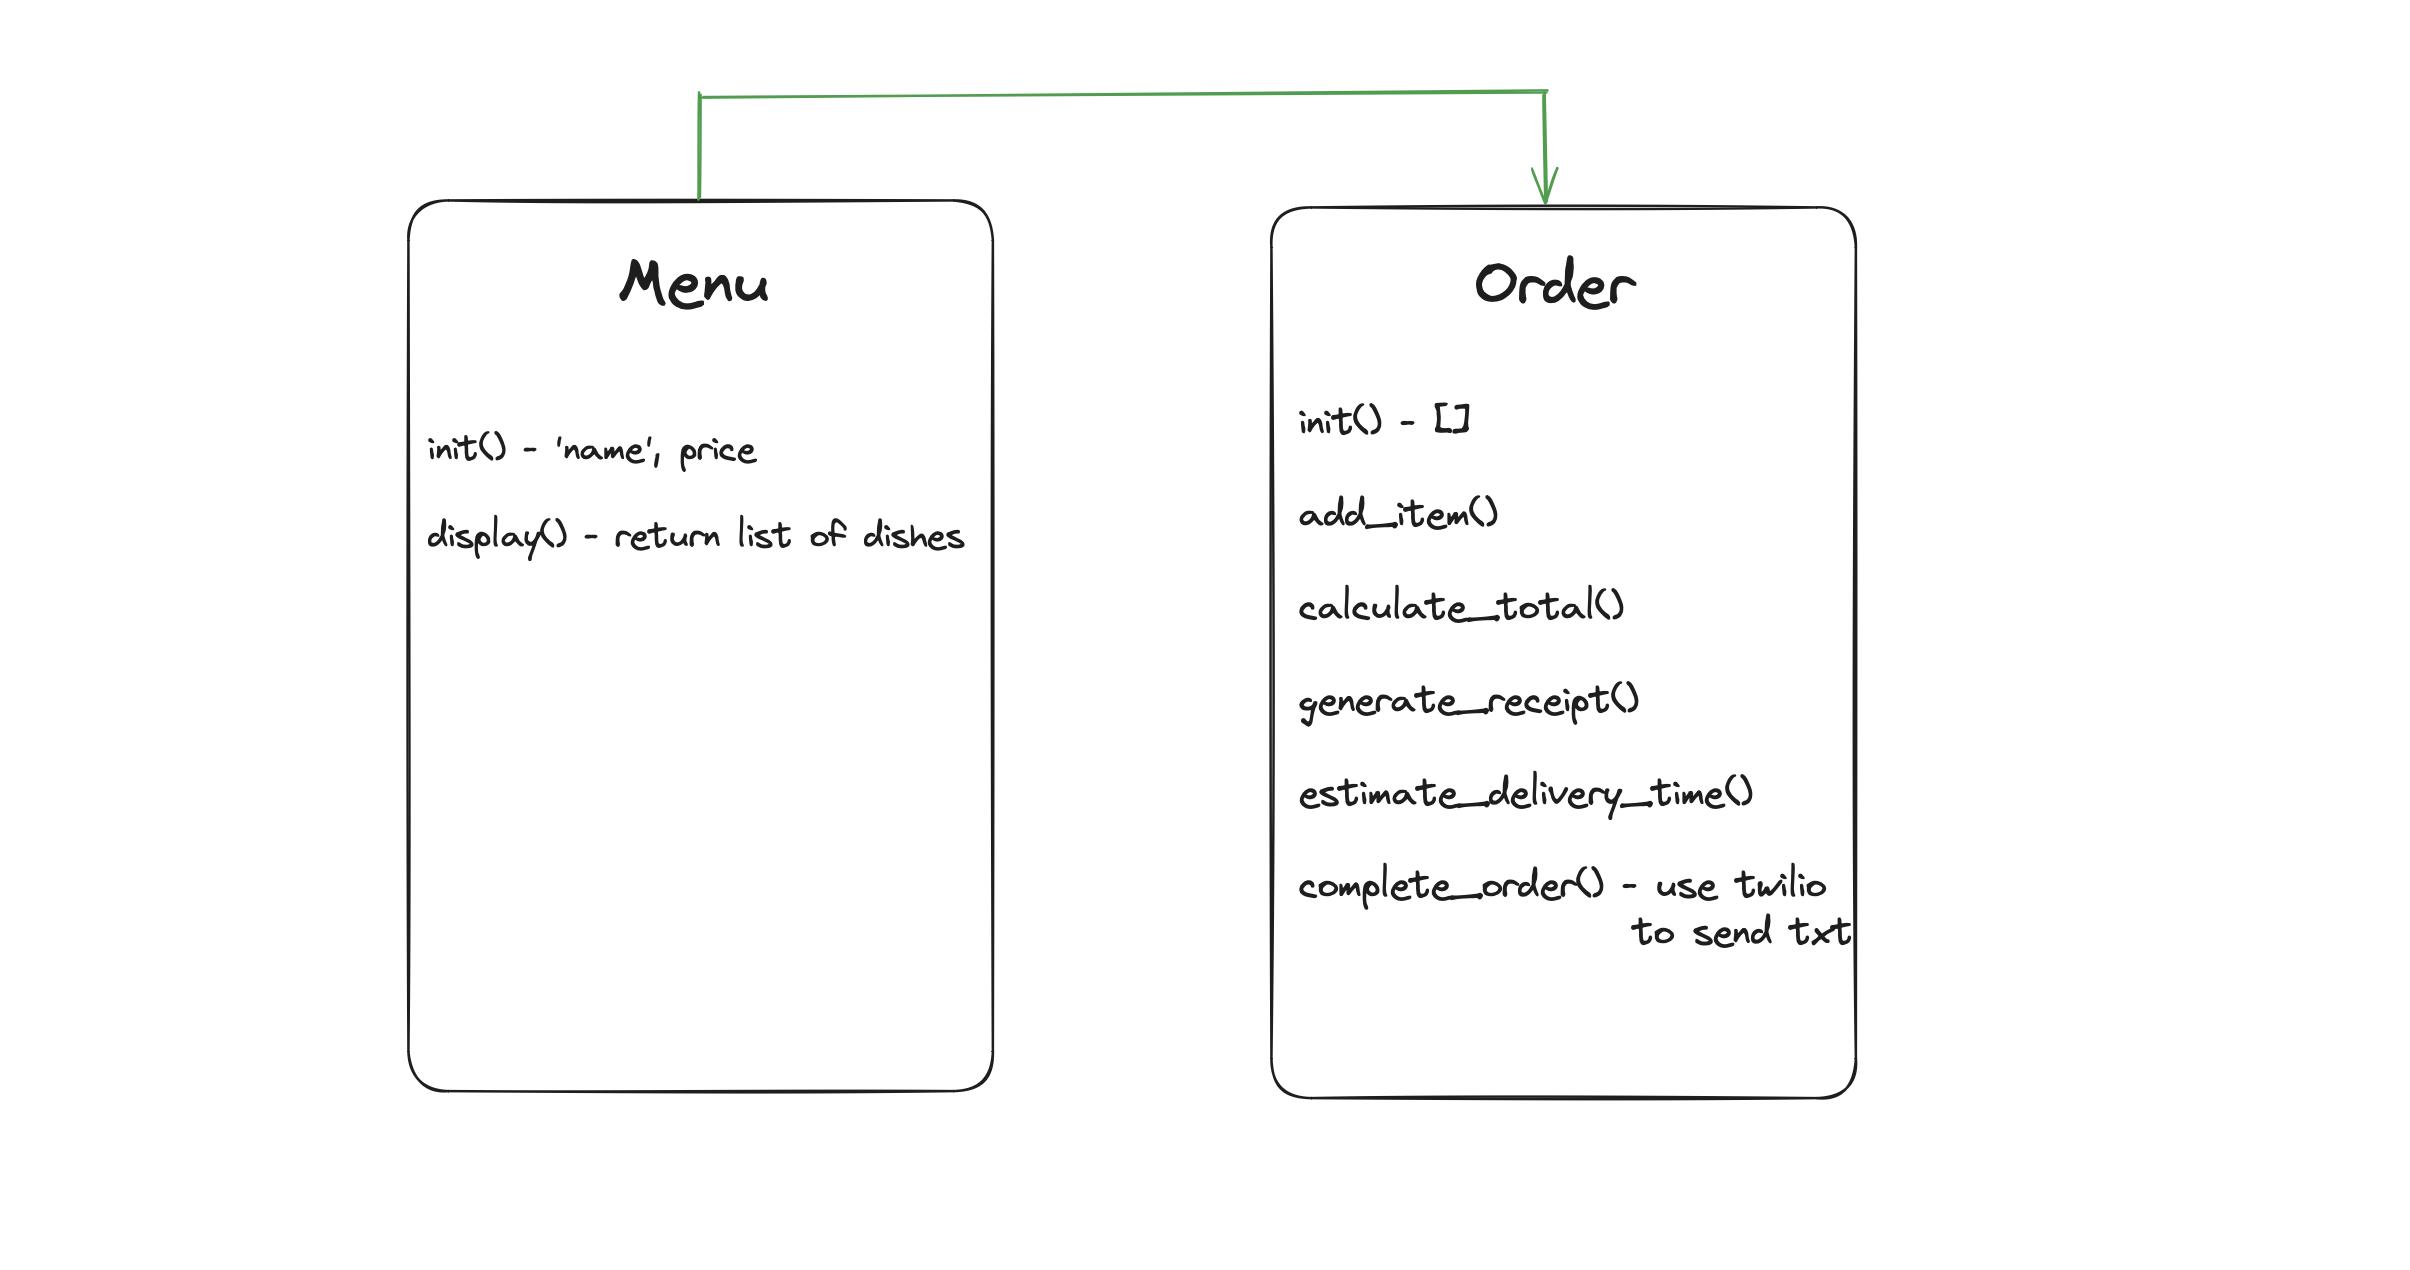 Menu
init() - 'name', price
display() - return list of dishes
Order
init() - []
add_item()
calculate_total()
generate_receipt()
estimate_delivery_time()
complete_order() - use twilio
to send txt